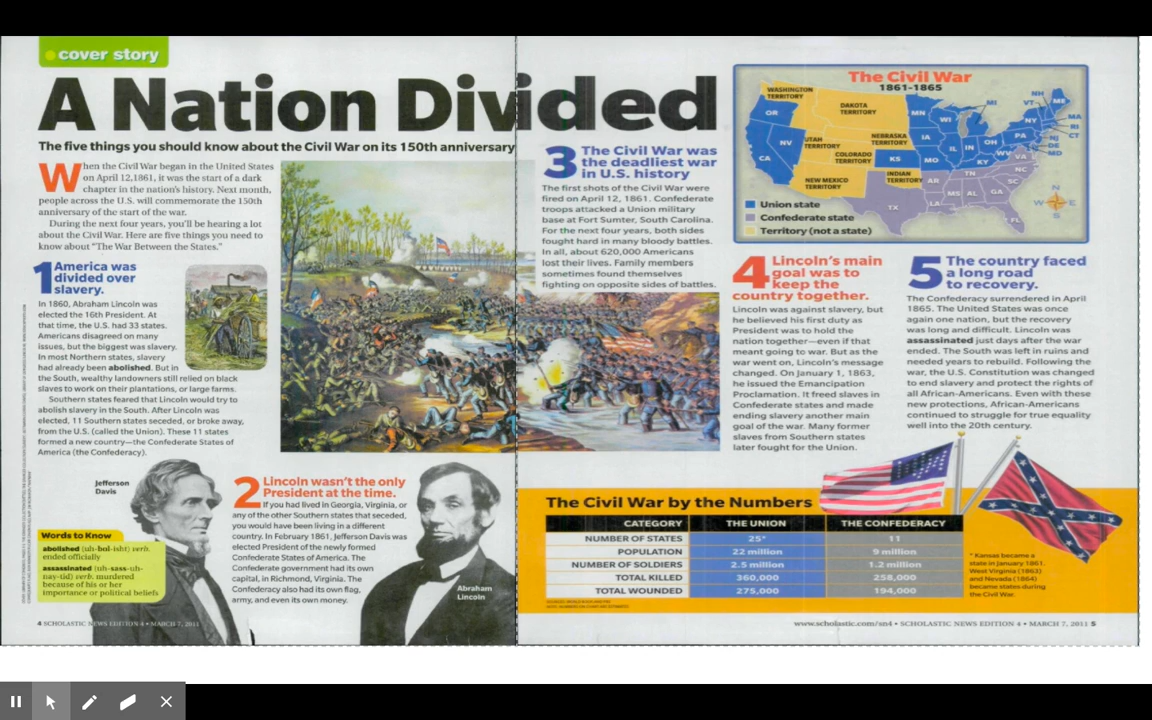 cover story
A Nation Divided
The five things you should know about the Civil War on its 150th anniversary
When the Civil War began in the United States
on April 12,1861, it was the start of a dark
chapter in the nation's history. Next month,
people across the U.S. will commemorate the 150th
anniversary of the start of the war.
During the next four years, you'll be hearing a lot
about the Civil War. Here are five things you need to
know about "The War Between the States."
1 America was
divided over
slavery.
In 1860, Abraham Lincoln was
elected the 16th President. At
that time, the U.S. had 33 states.
Americans disagreed on many
issues, but the biggest was slavery.
In most Northern states, slavery
had already been abolished. But in
the South, wealthy landowners still relied on black
slaves to work on their plantations, or large farms.
Southern states feared that Lincoln would try to
abolish slavery in the South. After Lincoln was
elected, 11 Southern states seceded, or broke away,
from the U.S. (called the Union). These 11 states
formed a new country—the Confederate States of
America (the Confederacy).
Jefferson
Davis
Words to Know
abolished (uh-bol-isht) verb.
ended officially
assassinated (uh-sass-uh-
nay-tid) verb: murdered
because of his or her
importance or political beliefs
2 Lincoln wasn't the only
President at the time.
If you had lived in Georgia, Virginia, or
any of the other Southern states that seceded,
you would have been living in a different
country. In February 1861, Jefferson Davis was
elected President of the newly formed
Confederate States of America. The
Confederate government had its own
capital, in Richmond, Virginia. The
Confederacy also had its own flag,
army, and even its own money.
Abraham
Lincoln
4 SCHOLASTIC NEWS EDITION 4 • MARCH 7, 2011
3 The Civil War was
the deadliest war
in U.S. history
The first shots of the Civil War were
fired on April 12, 1861. Confederate
troops attacked a Union military
base at Fort Sumter, South Carolina.
For the next four years, both sides
fought hard in many bloody battles.
In all, about 620,000 Americans
lost their lives. Family members
sometimes found themselves
fighting on opposite sides of battles.
The Civil War
1861-1865
WASHINGTON
TERRITORY
OR
DAKOTA
TERRITORY
MN
WI
MI
NH
VT
ME
NY
MA
RI
CT
NJ
DE
MD
PA
NV
CA
UTAH
TERRITORY
NEBRASKA
TERRITORY
COLORADO
TERRITORY
IA
IL
IN
OH
WV
VA
KS
MO
KY
NEW MEXICO
TERRITORY
INDIAN
TERRITORY
AR
TN
NC
SC
MS
AL
GA
TX
LA
FL
N
W
E
S
Union state
Confederate state
Territory (not a state)
4 Lincoln's main
goal was to
keep the
country together.
Lincoln was against slavery, but
he believed his first duty as
President was to hold the
nation together—even if that
meant going to war. But as the
war went on, Lincoln's message
changed. On January 1, 1863,
he issued the Emancipation
Proclamation. It freed slaves in
Confederate states and made
ending slavery another main
goal of the war. Many former
slaves from Southern states
later fought for the Union.
5 The country faced
a long road
to recovery.
The Confederacy surrendered in April
1865. The United States was once
again one nation, but the recovery
was long and difficult. Lincoln was
assassinated just days after the war
ended. The South was left in ruins and
needed years to rebuild. Following the
war, the U.S. Constitution was changed
to end slavery and protect the rights of
all African-Americans. Even with these
new protections, African-Americans
continued to struggle for true equality
well into the 20th century.
The Civil War by the Numbers
CATEGORY THE UNION THE CONFEDERACY
NUMBER OF STATES 25* 11
POPULATION 22 million 9 million
NUMBER OF SOLDIERS 2.5 million 1.2 million
TOTAL KILLED 360,000 258,000
TOTAL WOUNDED 275,000 194,000
* Kansas became a
state in January 1861.
West Virginia (1863)
and Nevada (1864)
became states during
the Civil War.
www.scholastic.com/sn4 • SCHOLASTIC NEWS EDITION 4 • MARCH 7, 2011 5